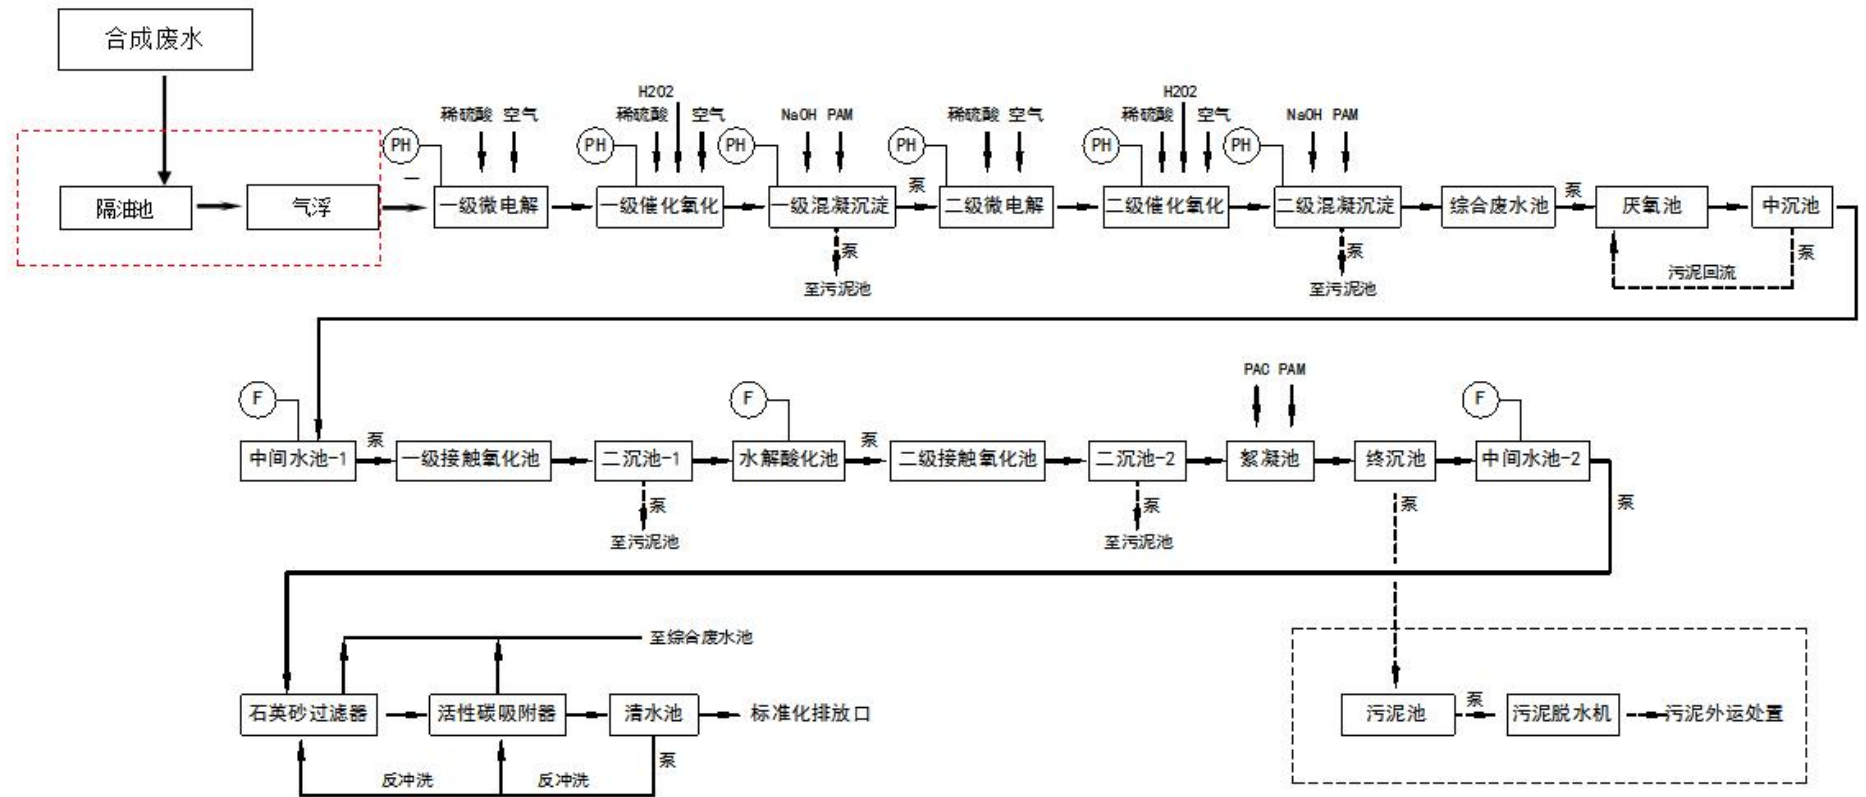 合成废水
H2O2
H2O2
稀硫酸 空气
稀硫酸 空气
NaOH PAM
稀硫酸 空气
稀硫酸 空气
NaOH PAM
PH
PH
PH
PH
PH
PH
隔油地
气浮
一级微电解
一级催化氧化
一级混凝沉淀
泵
二级微电解
二级催化氧化
二级混凝沉淀
综合废水池
泵
厌氧池
中沉池
泵
至污泥池
泵
至污泥池
污泥回流
泵
PAC PAM
F
F
F
中间水池-1
泵
一级接触氧化池
二沉池-1
水解酸化池
泵
二级接触氧化池
二沉池-2
絮凝池
终沉池
中间水池-2
泵
至污泥池
泵
至污泥池
泵
泵
至综合废水池
石英砂过滤器
活性碳吸附器
清水池
标准化排放口
泵
反冲洗
反冲洗
污泥池
泵
污泥脱水机
污泥外运处置